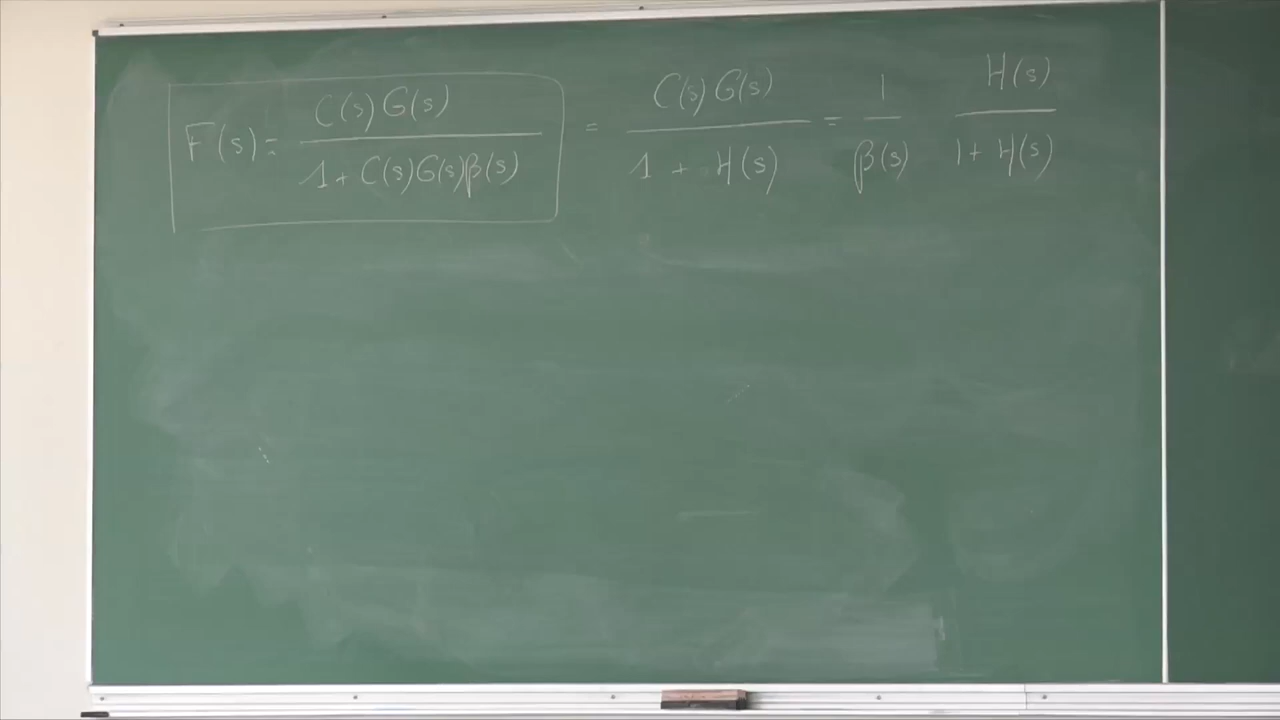 F(s) = C(s)G(s) / 1 + C(s)G(s)β(s) = C(s)G(s) / 1 + H(s) = 1 / β(s) H(s) / 1 + H(s)